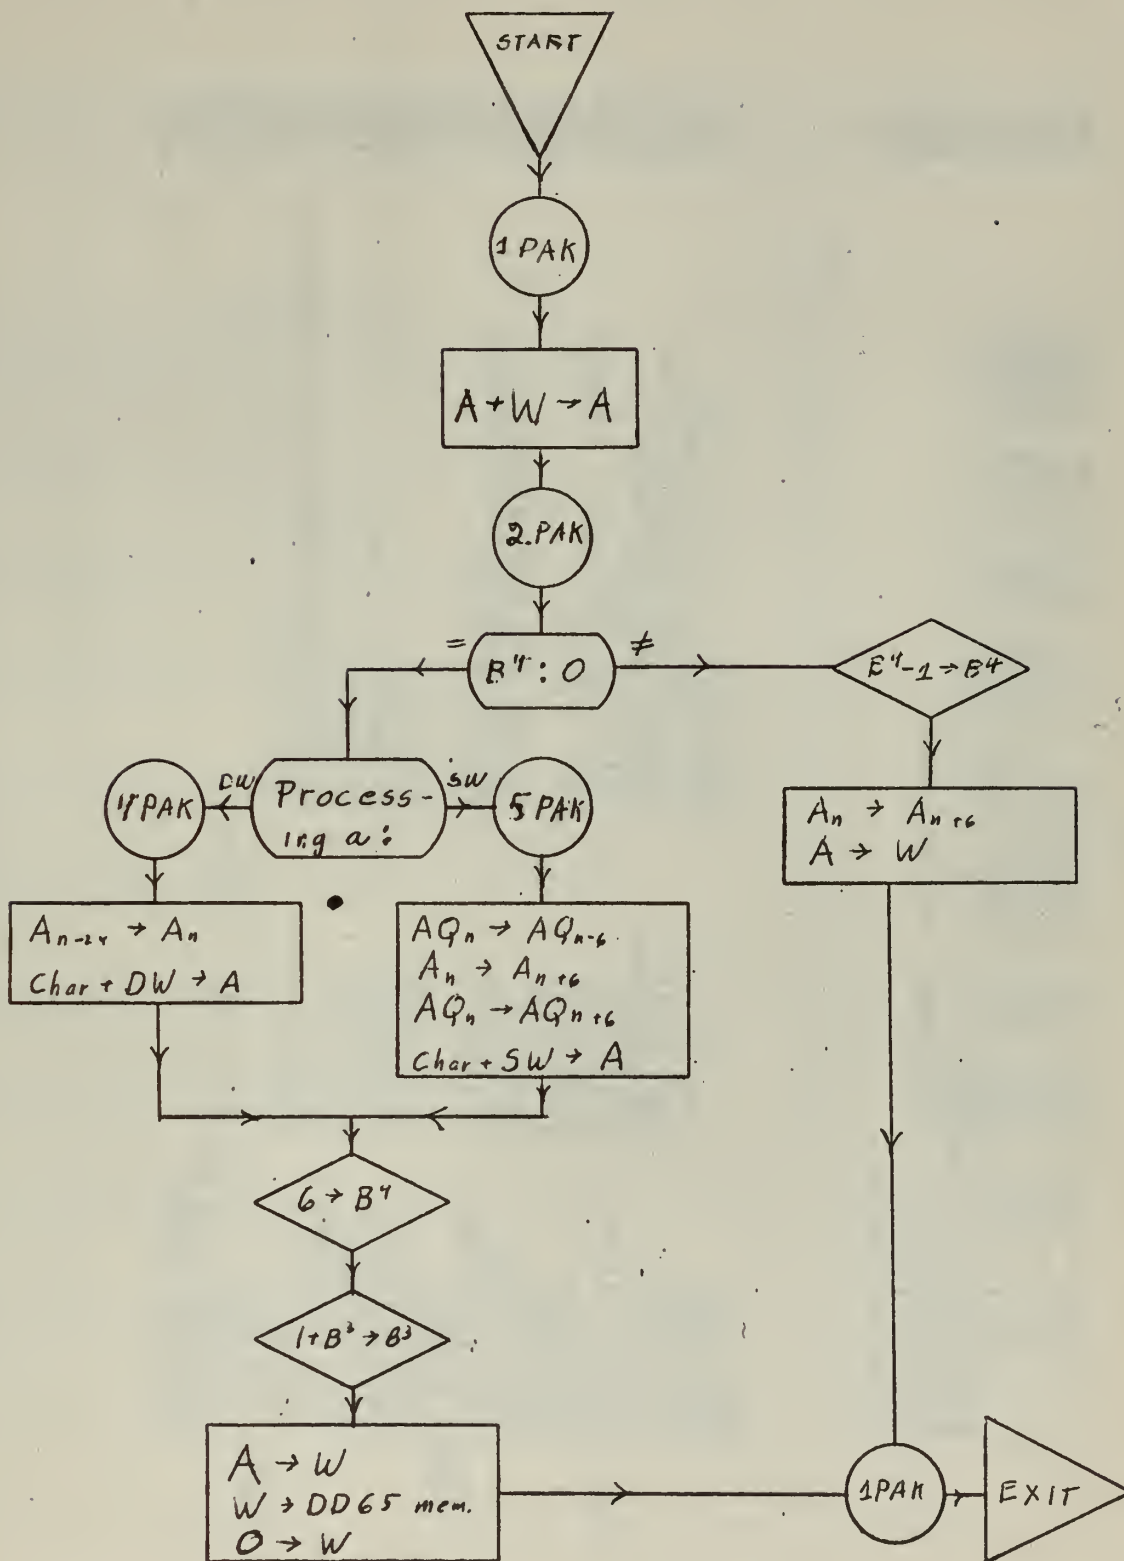 START
1 PAK
A + W → A
2.PAK
= B⁴ : 0 ≠
B⁴-1 → B⁴
4 PAK
DW
Process-
ing a :
SW
5 PAK
Aₙ → Aₙ₊₆
A → W
Aₙ₋₂₄ → Aₙ
Char + DW → A
AQₙ → AQₙ₋₆
Aₙ → Aₙ₊₆
AQₙ → AQₙ₊₆
Char + SW → A
6 → B⁴
1+B³ → B³
A → W
W → DD65 mem.
0 → W
1PAK
EXIT